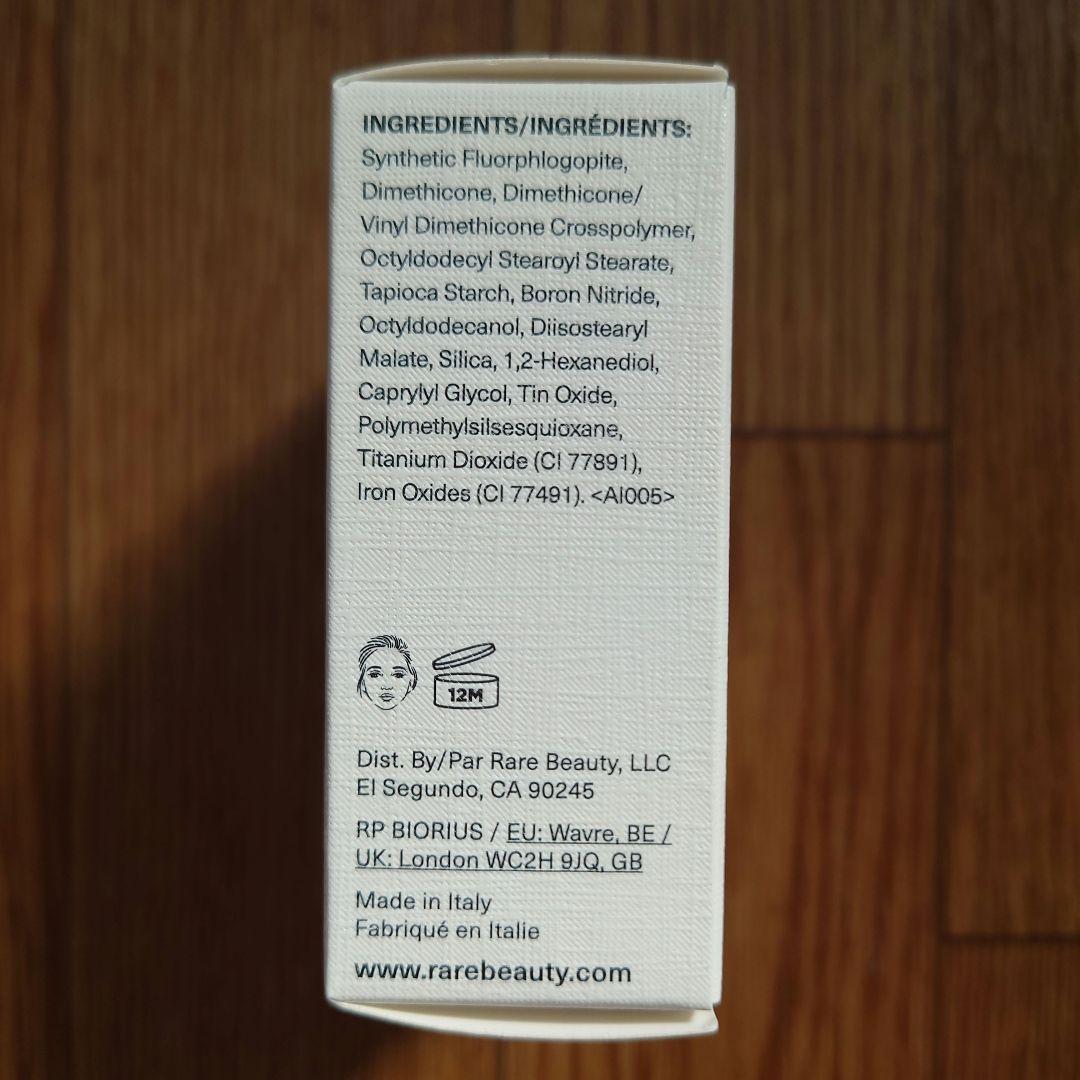 INGREDIENTS/INGRÉDIENTS:
Synthetic Fluorphlogopite,
Dimethicone, Dimethicone/
Vinyl Dimethicone Crosspolymer,
Octyldodecyl Stearoyl Stearate,
Tapioca Starch, Boron Nitride,
Octyldodecanol, Diisostearyl
Malate, Silica, 1,2-Hexanediol,
Caprylyl Glycol, Tin Oxide,
Polymethylsilsesquioxane,
Titanium Dioxide (CI 77891),
Iron Oxides (CI 77491). <AI005>
12M
Dist. By/Par Rare Beauty, LLC
El Segundo, CA 90245
RP BIORIUS / EU: Wavre, BE /
UK: London WC2H 9JQ, GB
Made in Italy
Fabriqué en Italie
www.rarebeauty.com